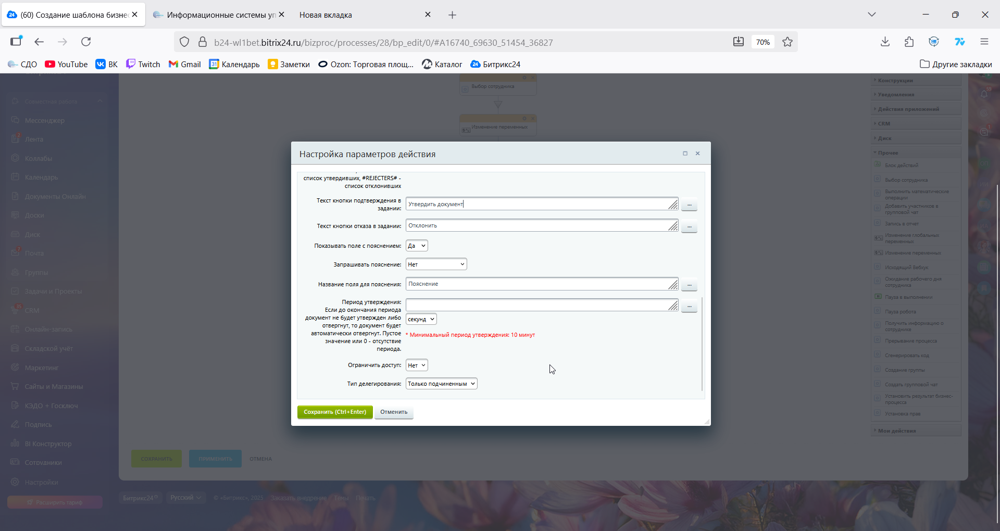 (60) Создание шаблона бизнес
Информационные системы уп
Новая вкладка
b24-wl1bet.bitrix24.ru/bizproc/processes/28/bp_edit/0/#A16740_69630_51454_36827
70%
СДО
YouTube
ВК
Twitch
Gmail
Календарь
Заметки
Ozon: Торговая площ...
Каталог
Битрикс24
Другие закладки
Совместная работа
Мессенджер
Лента
2
Коллабы
Календарь
Документы Онлайн
Доски
Диск
Почта
7
Группы
Задачи и Проекты
CRM
35
Онлайн-запись
Складской учёт
Маркетинг
Сайты и Магазины
КЭДО + Госключ
Подпись
BI Конструктор
Сотрудники
Настройки
Расширить тариф
Выбор сотрудника
Изменение переменных
Настройка параметров действия
список утвердивших, #REJECTERS# -
список отклонивших
Текст кнопки подтверждения в
задании:
Утвердить документ
...
Текст кнопки отказа в задании:
Отклонить
...
Показывать поле с пояснением:
Да
Запрашивать пояснение:
Нет
Название поля для пояснения:
Пояснение
...
Период утверждения:
Если до окончания периода
документ не будет утвержден либо
отвергнут, то документ будет
автоматически отвергнут. Пустое
значение или 0 - отсутствие
периода.
...
секунд
* Минимальный период утверждения: 10 минут
Ограничить доступ:
Нет
Тип делегирования:
Только подчиненным
Сохранить (Ctrl+Enter)
Отменить
СОХРАНИТЬ
ПРИМЕНИТЬ
ОТМЕНА
Битрикс24©
Русский
© «Битрикс», 2025
Заказать внедрение
Темы
Печать
Конструкции
Уведомления
Действия приложений
CRM
Диск
Прочее
Блок действий
Выбор сотрудника
Выполнить математические
операции
Добавить участников в
групповой чат
Запись в отчет
Изменение глобальных
переменных
Изменение переменных
Исходящий Вебхук
Ожидание рабочего дня
сотрудника
Пауза в выполнении
Пауза робота
Получить информацию о
сотруднике
Прерывание процесса
Сгенерировать код
Создание группы
Создать групповой чат
Установить результат бизнес-
процесса
Установка прав
Мои действия
59
1